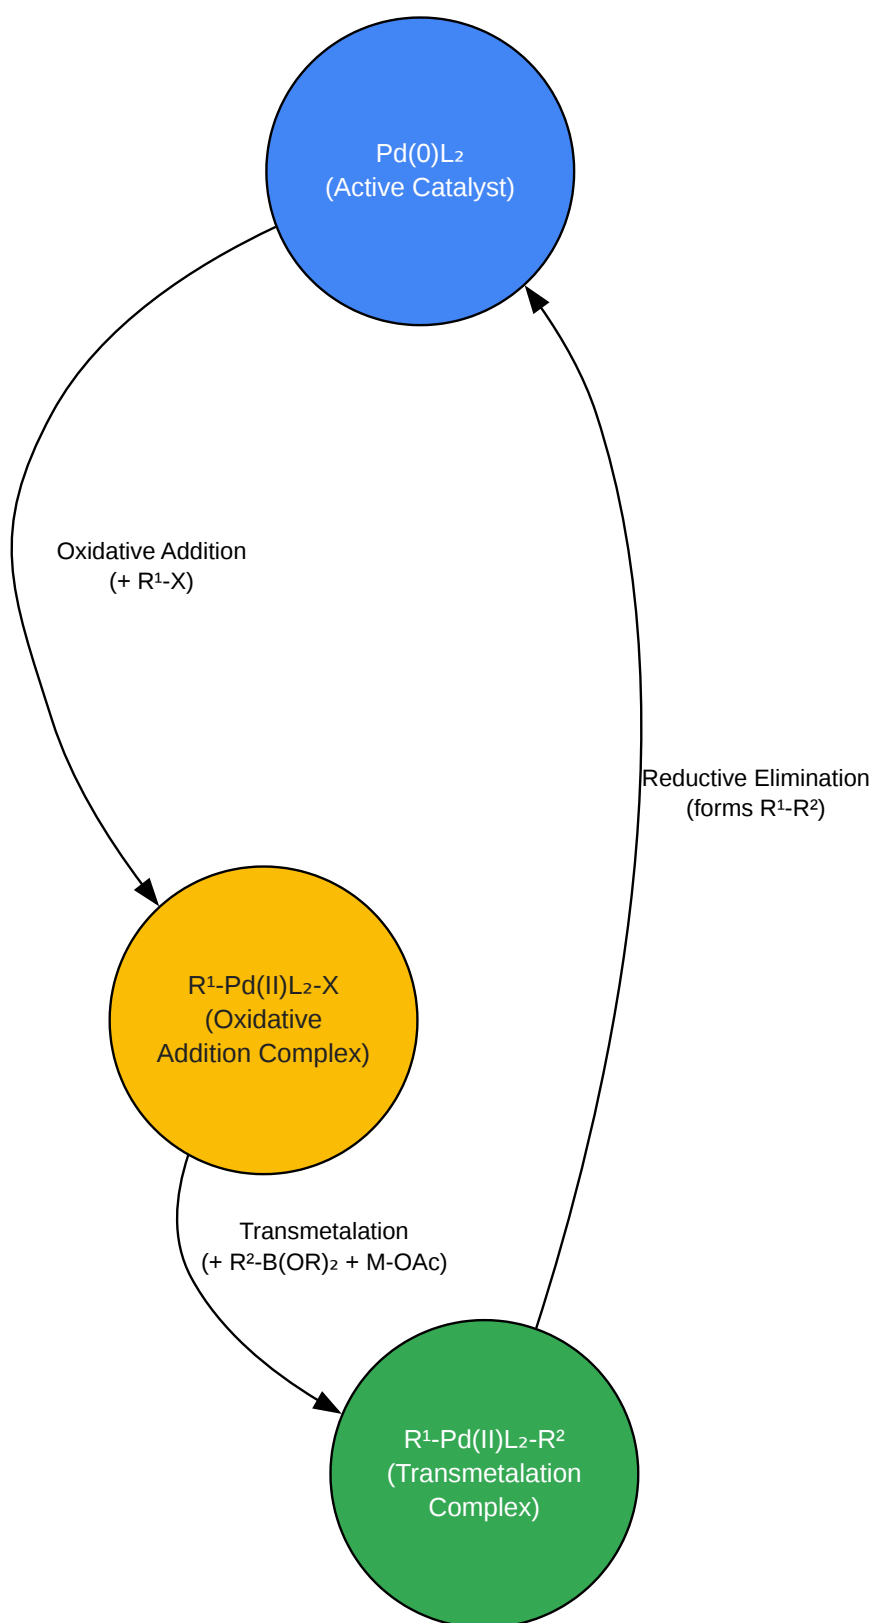 Pd(0)L₂
(Active Catalyst)
Oxidative Addition
(+ R¹-X)
Reductive Elimination
(forms R¹-R²)
R¹-Pd(II)L₂-X
(Oxidative
Addition Complex)
Transmetalation
(+ R²-B(OR)₂ + M-OAc)
R¹-Pd(II)L₂-R²
(Transmetalation
Complex)